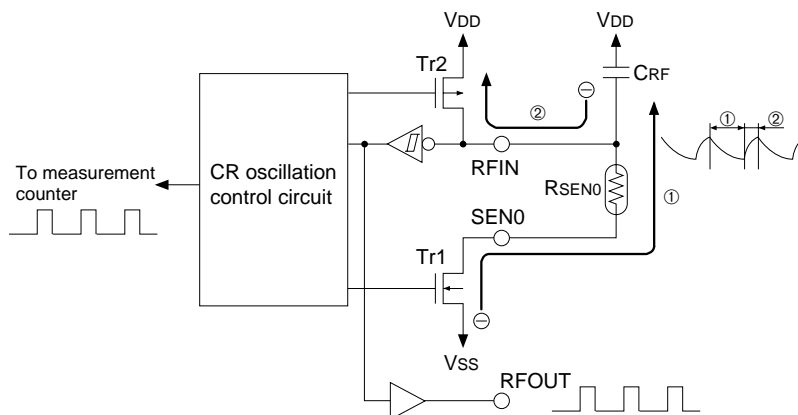 VDD
VDD
Tr2
CRF
②
①
②
CR oscillation
control circuit
RFIN
To measurement
counter
RSEN0
①
SEN0
Tr1
VSS
RFOUT